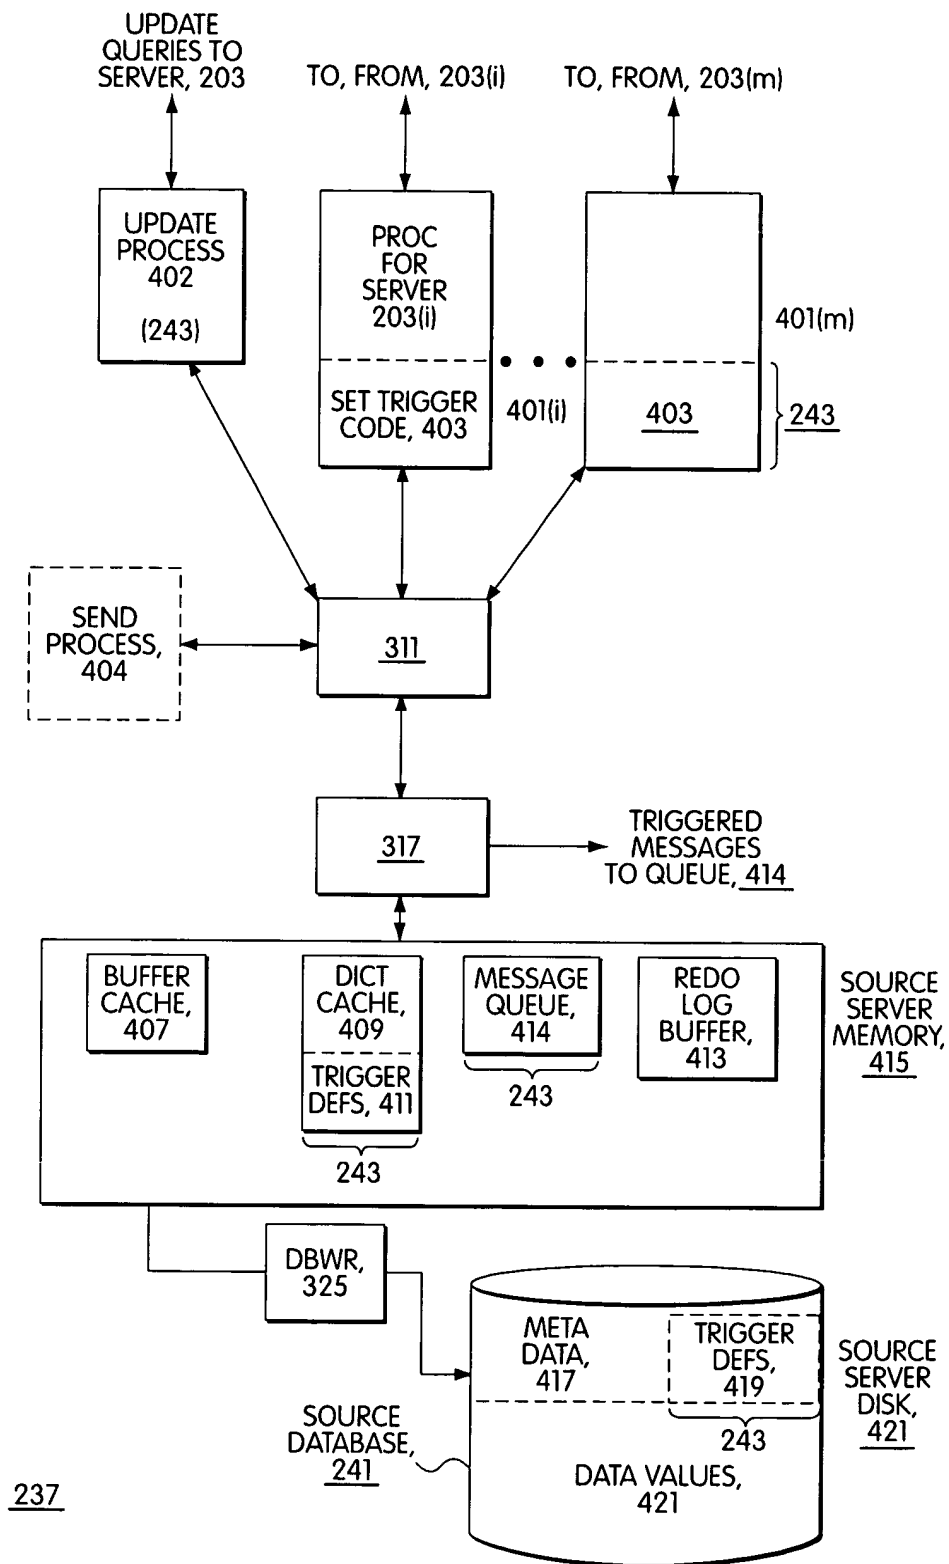 UPDATE
QUERIES TO
SERVER, 203
TO, FROM, 203(i)
TO, FROM, 203(m)
UPDATE
PROCESS
402
(243)
PROC
FOR
SERVER
203(i)
SET TRIGGER
CODE, 403
401(i)
401(m)
403
243
SEND
PROCESS,
404
311
317
TRIGGERED
MESSAGES
TO QUEUE, 414
BUFFER
CACHE,
407
DICT
CACHE,
409
TRIGGER
DEFS, 411
243
MESSAGE
QUEUE,
414
243
REDO
LOG
BUFFER,
413
SOURCE
SERVER
MEMORY,
415
DBWR,
325
META
DATA,
417
TRIGGER
DEFS,
419
243
SOURCE
SERVER
DISK,
421
SOURCE
DATABASE,
241
DATA VALUES,
421
237